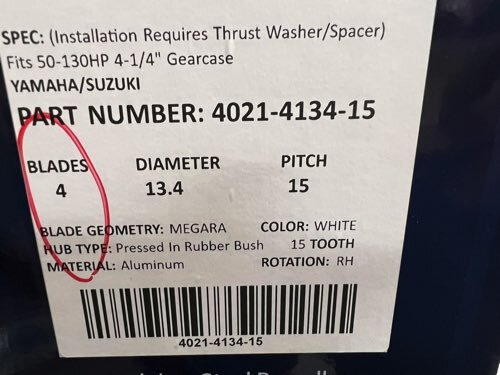 SPEC: (Installation Requires Thrust Washer/Spacer)
Fits 50-130HP 4-1/4" Gearcase
YAMAHA/SUZUKI
PART NUMBER: 4021-4134-15
BLADES DIAMETER PITCH
4 13.4 15
BLADE GEOMETRY: MEGARA COLOR: WHITE
HUB TYPE: Pressed In Rubber Bush 15 TOOTH
MATERIAL: Aluminum ROTATION: RH
4021-4134-15